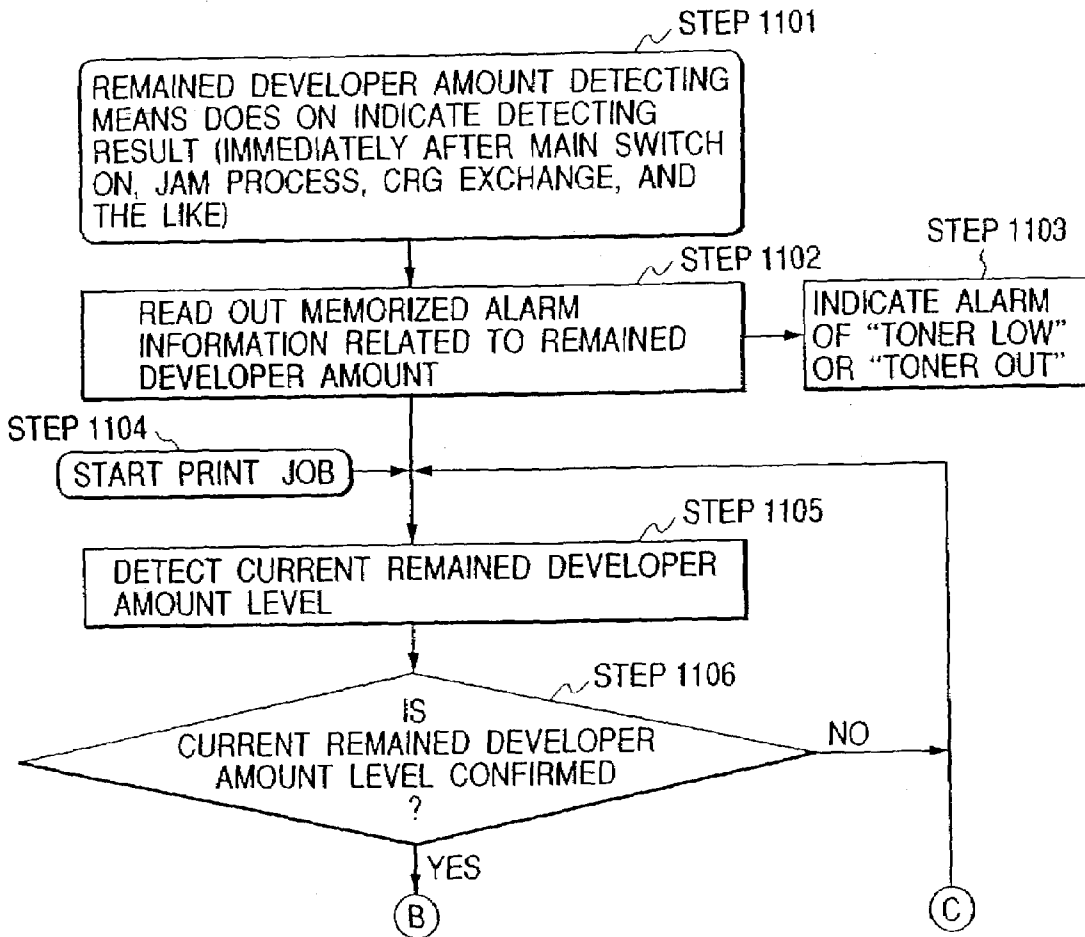 STEP 1101
REMAINED DEVELOPER AMOUNT DETECTING
MEANS DOES ON INDICATE DETECTING
RESULT (IMMEDIATELY AFTER MAIN SWITCH
ON, JAM PROCESS, CRG EXCHANGE, AND
THE LIKE)
STEP 1102
READ OUT MEMORIZED ALARM
INFORMATION RELATED TO REMAINED
DEVELOPER AMOUNT
STEP 1103
INDICATE ALARM
OF “TONER LOW”
OR “TONER OUT”
STEP 1104
START PRINT JOB
STEP 1105
DETECT CURRENT REMAINED DEVELOPER
AMOUNT LEVEL
STEP 1106
IS
CURRENT REMAINED DEVELOPER
AMOUNT LEVEL CONFIRMED
?
NO
YES
B
C